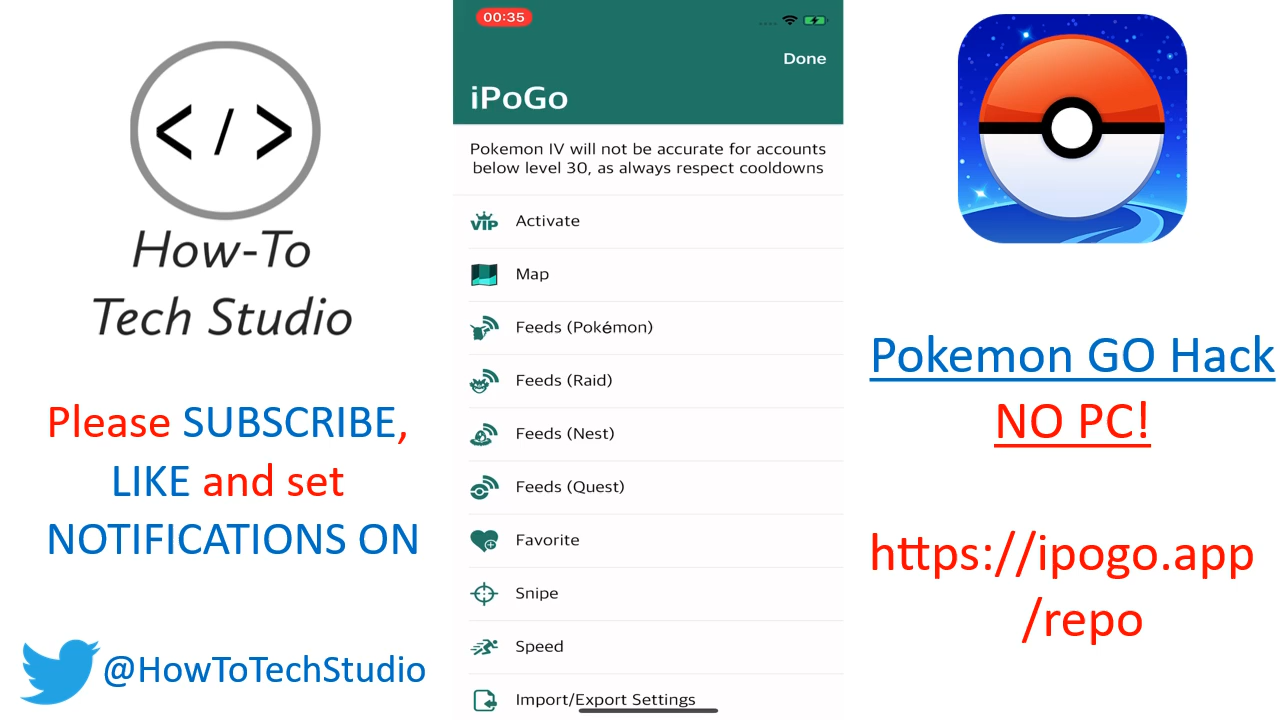 </>
How-To
Tech Studio
Please SUBSCRIBE,
LIKE and set
NOTIFICATIONS ON
@HowToTechStudio
00:35
Done
iPoGo
Pokemon IV will not be accurate for accounts
below level 30, as always respect cooldowns
VIP Activate
Map
Feeds (Pokémon)
Feeds (Raid)
Feeds (Nest)
Feeds (Quest)
Favorite
Snipe
Speed
Import/Export Settings
Pokemon GO Hack
NO PC!
https://ipogo.app
/repo